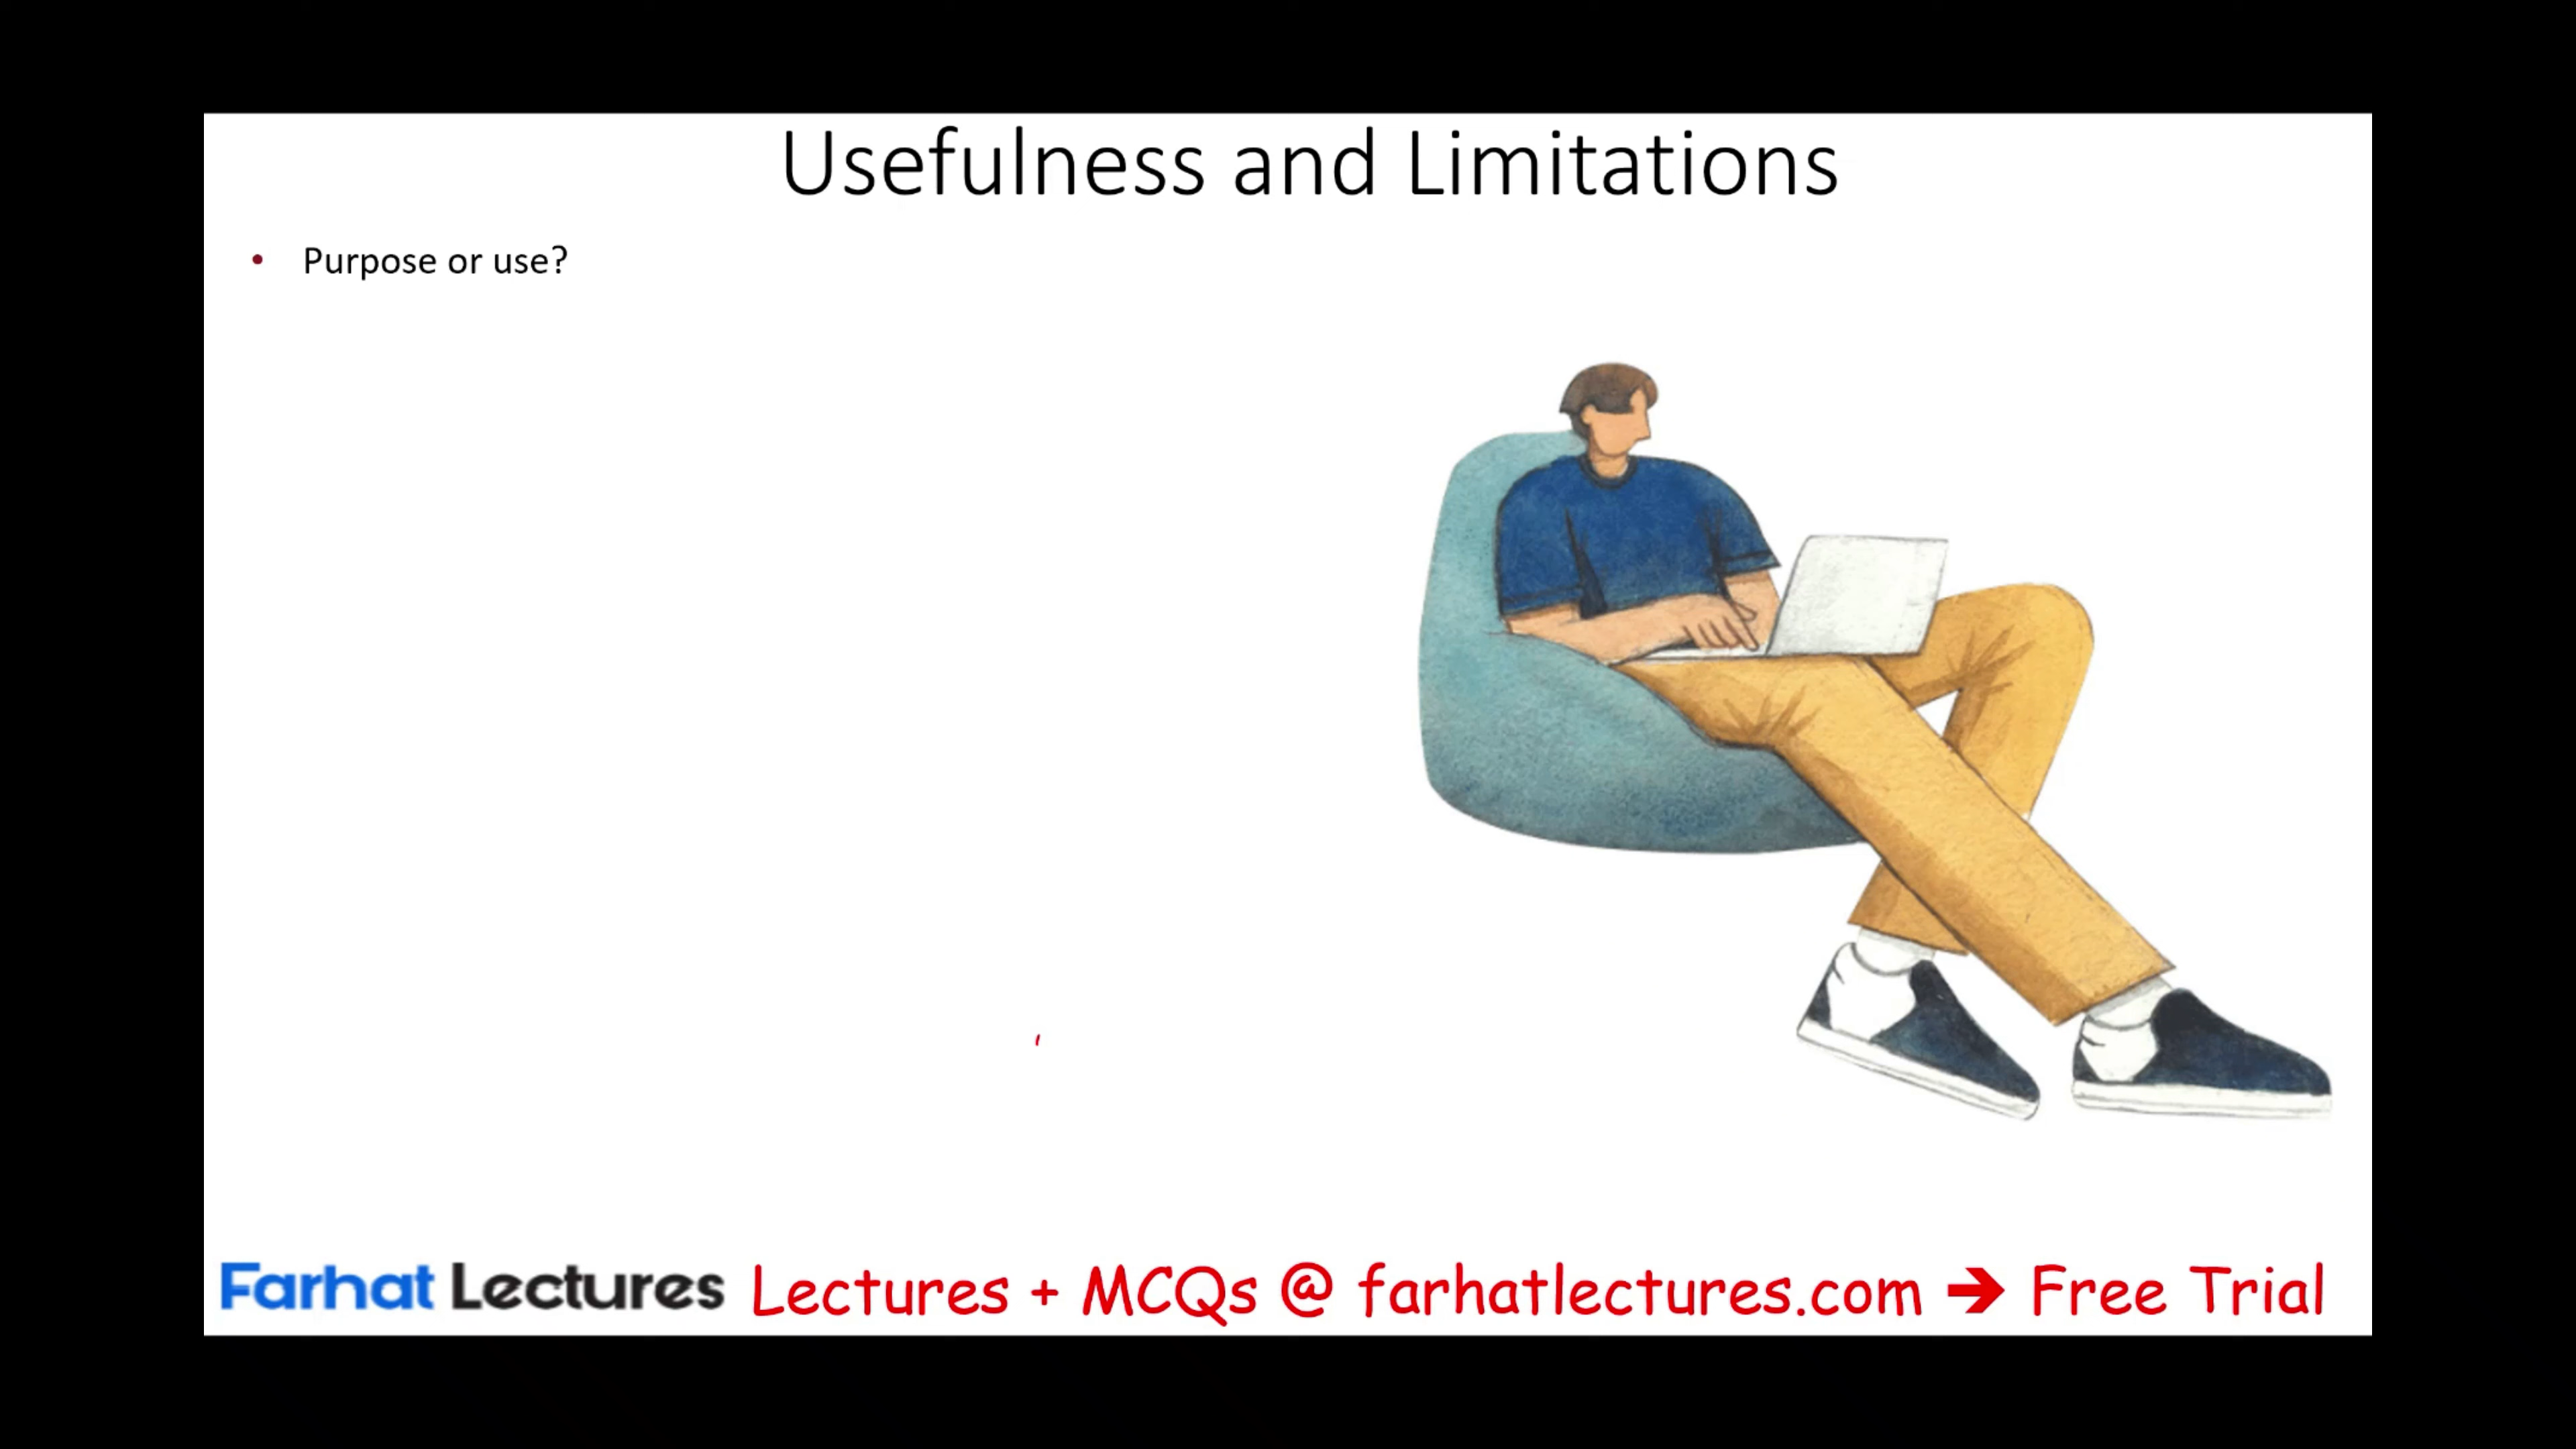 Usefulness and Limitations
• Purpose or use?
Farhat Lectures Lectures + MCQs @ farhatlectures.com ➔ Free Trial